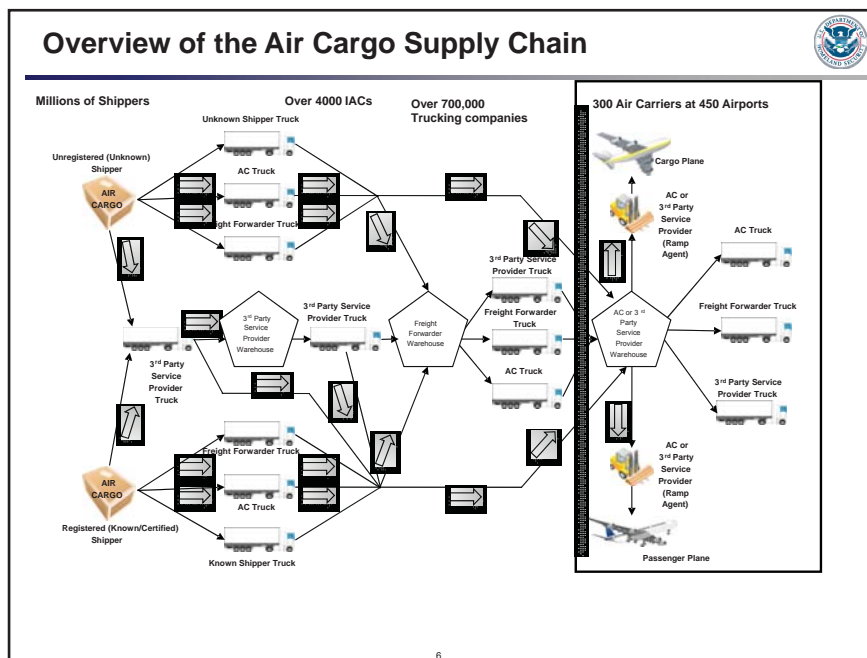 Overview of the Air Cargo Supply Chain
Millions of Shippers
Over 4000 IACs
Over 700,000
Trucking companies
300 Air Carriers at 450 Airports
Unknown Shipper Truck
Unregistered (Unknown)
Shipper
AIR
CARGO
AC Truck
Freight Forwarder Truck
3rd Party
Service
Provider
Truck
3rd Party
Service
Provider
Warehouse
3rd Party Service
Provider Truck
Freight
Forwarder
Warehouse
3rd Party Service
Provider Truck
Freight Forwarder
Truck
AC Truck
Cargo Plane
AC or
3rd Party
Service
Provider
(Ramp
Agent)
AC or 3rd
Party
Service
Provider
Warehouse
AC Truck
Freight Forwarder Truck
3rd Party Service
Provider Truck
AC or
3rd Party
Service
Provider
(Ramp
Agent)
Passenger Plane
AIR
CARGO
Registered (Known/Certified)
Shipper
Freight Forwarder Truck
AC Truck
Known Shipper Truck
6